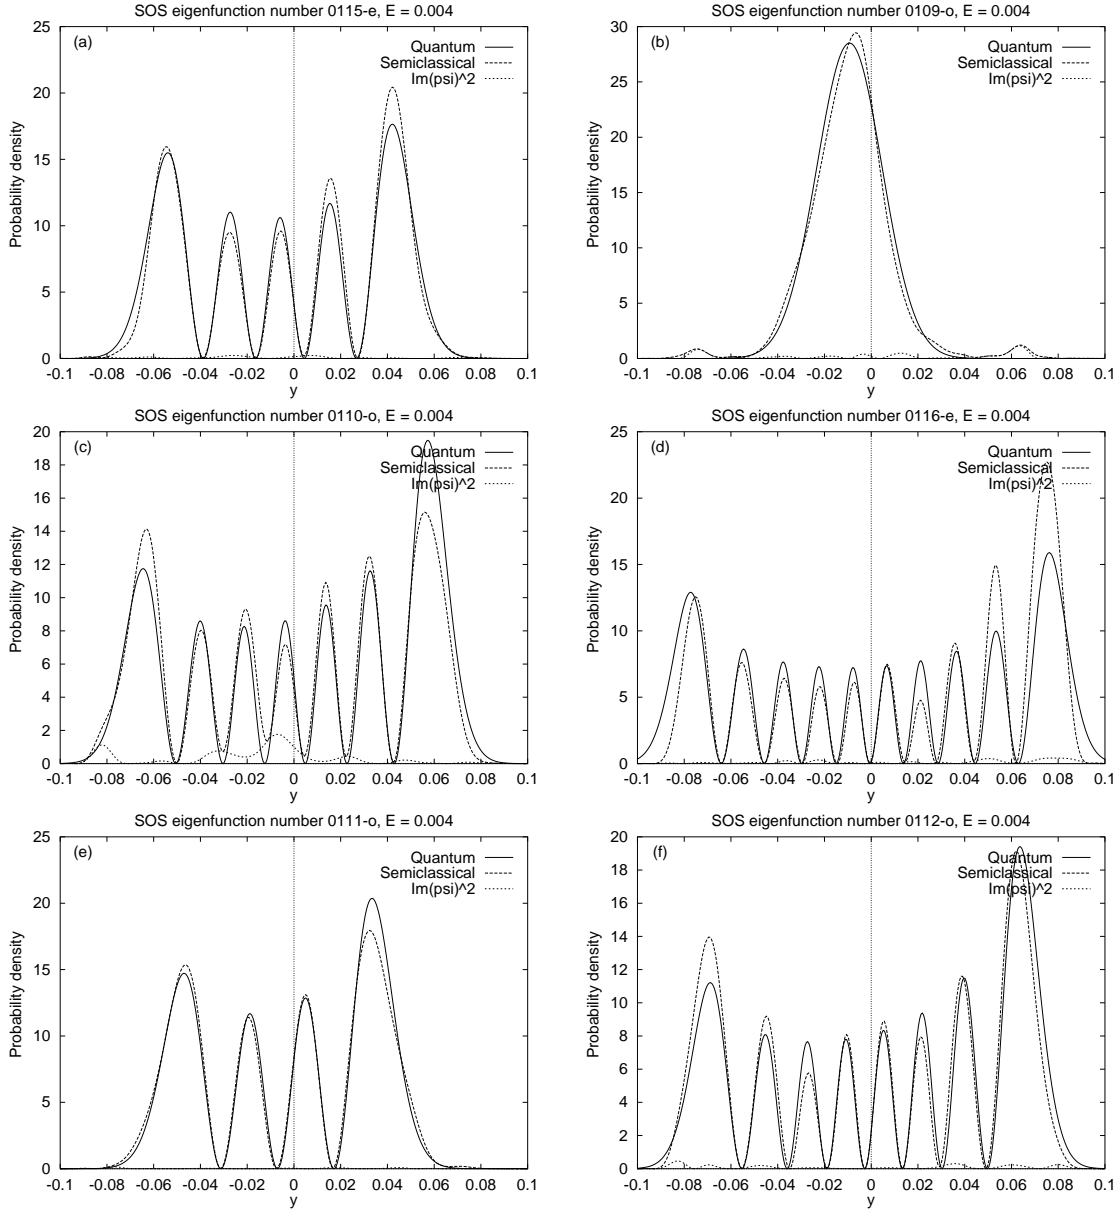 SOS eigenfunction number 0115-e, E = 0.004
(a)
Quantum
Semiclassical
Im(psi)^2
Probability density
25
20
15
10
5
0
-0.1 -0.08 -0.06 -0.04 -0.02 0 0.02 0.04 0.06 0.08 0.1
y
SOS eigenfunction number 0109-o, E = 0.004
(b)
Quantum
Semiclassical
Im(psi)^2
Probability density
30
25
20
15
10
5
0
-0.1 -0.08 -0.06 -0.04 -0.02 0 0.02 0.04 0.06 0.08 0.1
y
SOS eigenfunction number 0110-o, E = 0.004
(c)
Quantum
Semiclassical
Im(psi)^2
Probability density
20
18
16
14
12
10
8
6
4
2
0
-0.1 -0.08 -0.06 -0.04 -0.02 0 0.02 0.04 0.06 0.08 0.1
y
SOS eigenfunction number 0116-e, E = 0.004
(d)
Quantum
Semiclassical
Im(psi)^2
Probability density
25
20
15
10
5
0
-0.1 -0.08 -0.06 -0.04 -0.02 0 0.02 0.04 0.06 0.08 0.1
y
SOS eigenfunction number 0111-o, E = 0.004
(e)
Quantum
Semiclassical
Im(psi)^2
Probability density
25
20
15
10
5
0
-0.1 -0.08 -0.06 -0.04 -0.02 0 0.02 0.04 0.06 0.08 0.1
y
SOS eigenfunction number 0112-o, E = 0.004
(f)
Quantum
Semiclassical
Im(psi)^2
Probability density
20
18
16
14
12
10
8
6
4
2
0
-0.1 -0.08 -0.06 -0.04 -0.02 0 0.02 0.04 0.06 0.08 0.1
y